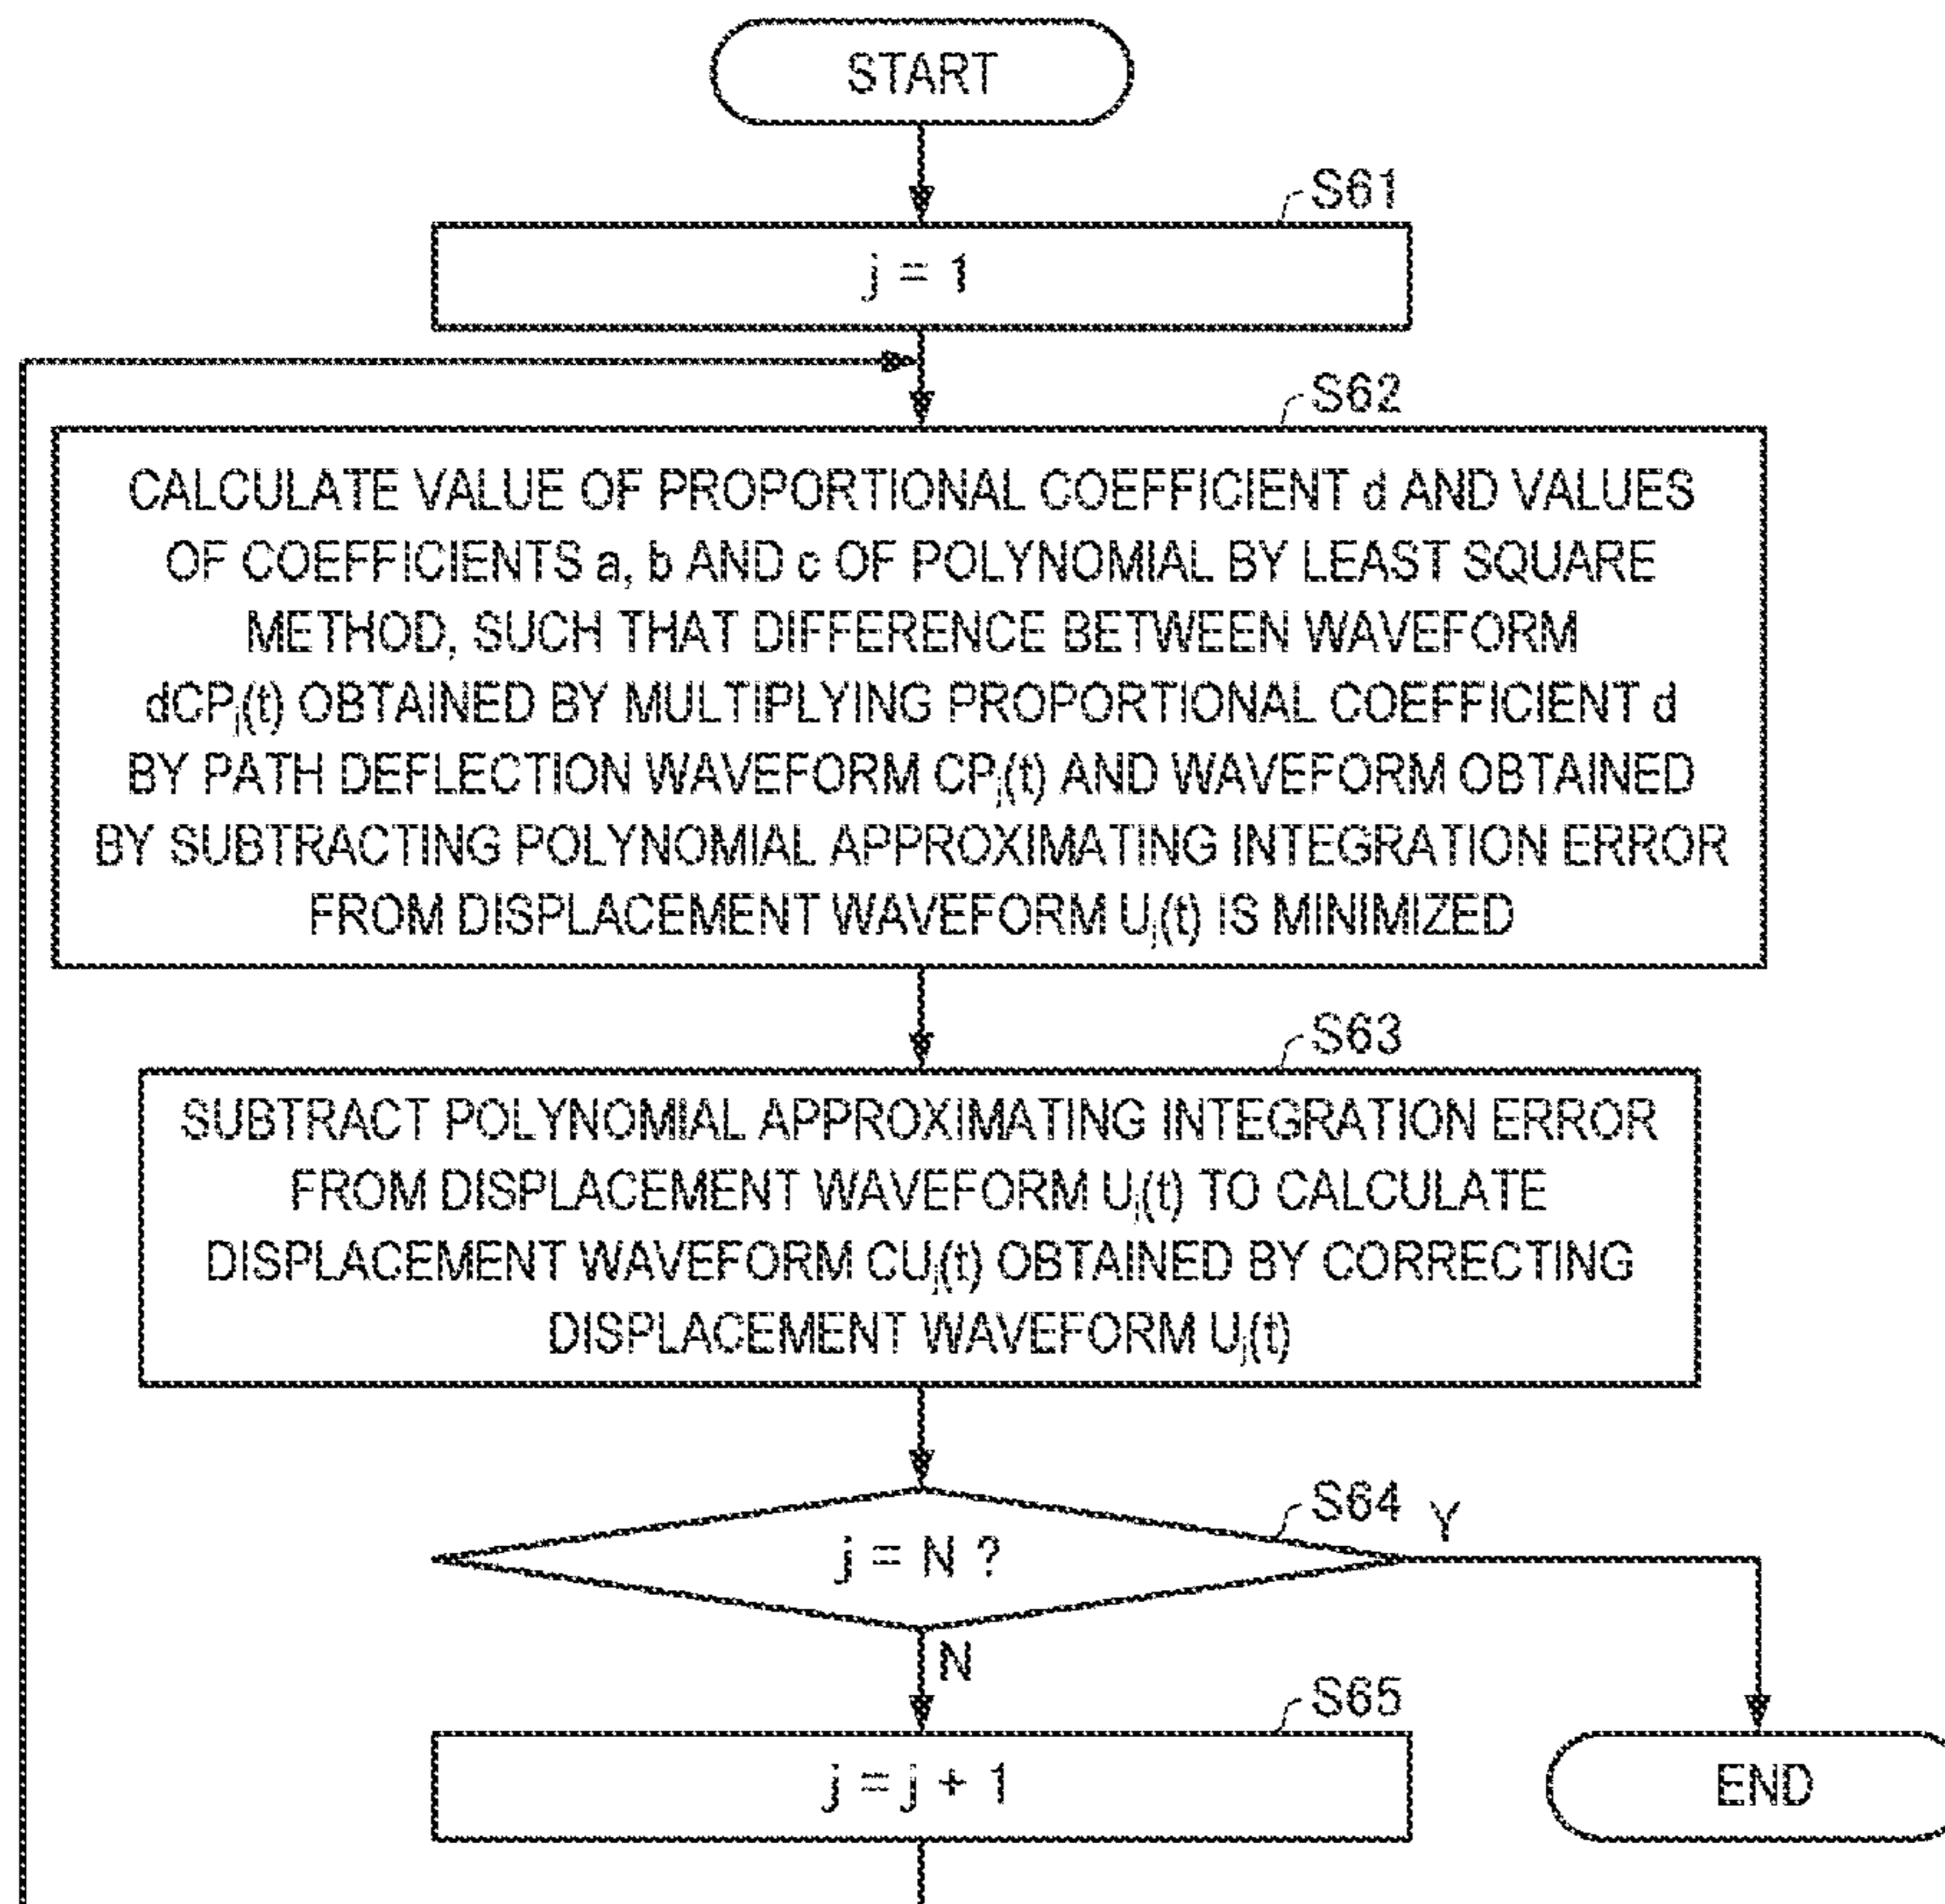 START
S61
j = 1
S62
CALCULATE VALUE OF PROPORTIONAL COEFFICIENT d AND VALUES
OF COEFFICIENTS a, b AND c OF POLYNOMIAL BY LEAST SQUARE
METHOD, SUCH THAT DIFFERENCE BETWEEN WAVEFORM
dCPj(t) OBTAINED BY MULTIPLYING PROPORTIONAL COEFFICIENT d
BY PATH DEFLECTION WAVEFORM CPj(t) AND WAVEFORM OBTAINED
BY SUBTRACTING POLYNOMIAL APPROXIMATING INTEGRATION ERROR
FROM DISPLACEMENT WAVEFORM Uj(t) IS MINIMIZED
S63
SUBTRACT POLYNOMIAL APPROXIMATING INTEGRATION ERROR
FROM DISPLACEMENT WAVEFORM Uj(t) TO CALCULATE
DISPLACEMENT WAVEFORM CUj(t) OBTAINED BY CORRECTING
DISPLACEMENT WAVEFORM Uj(t)
S64
Y
j = N ?
N
S65
j = j + 1
END